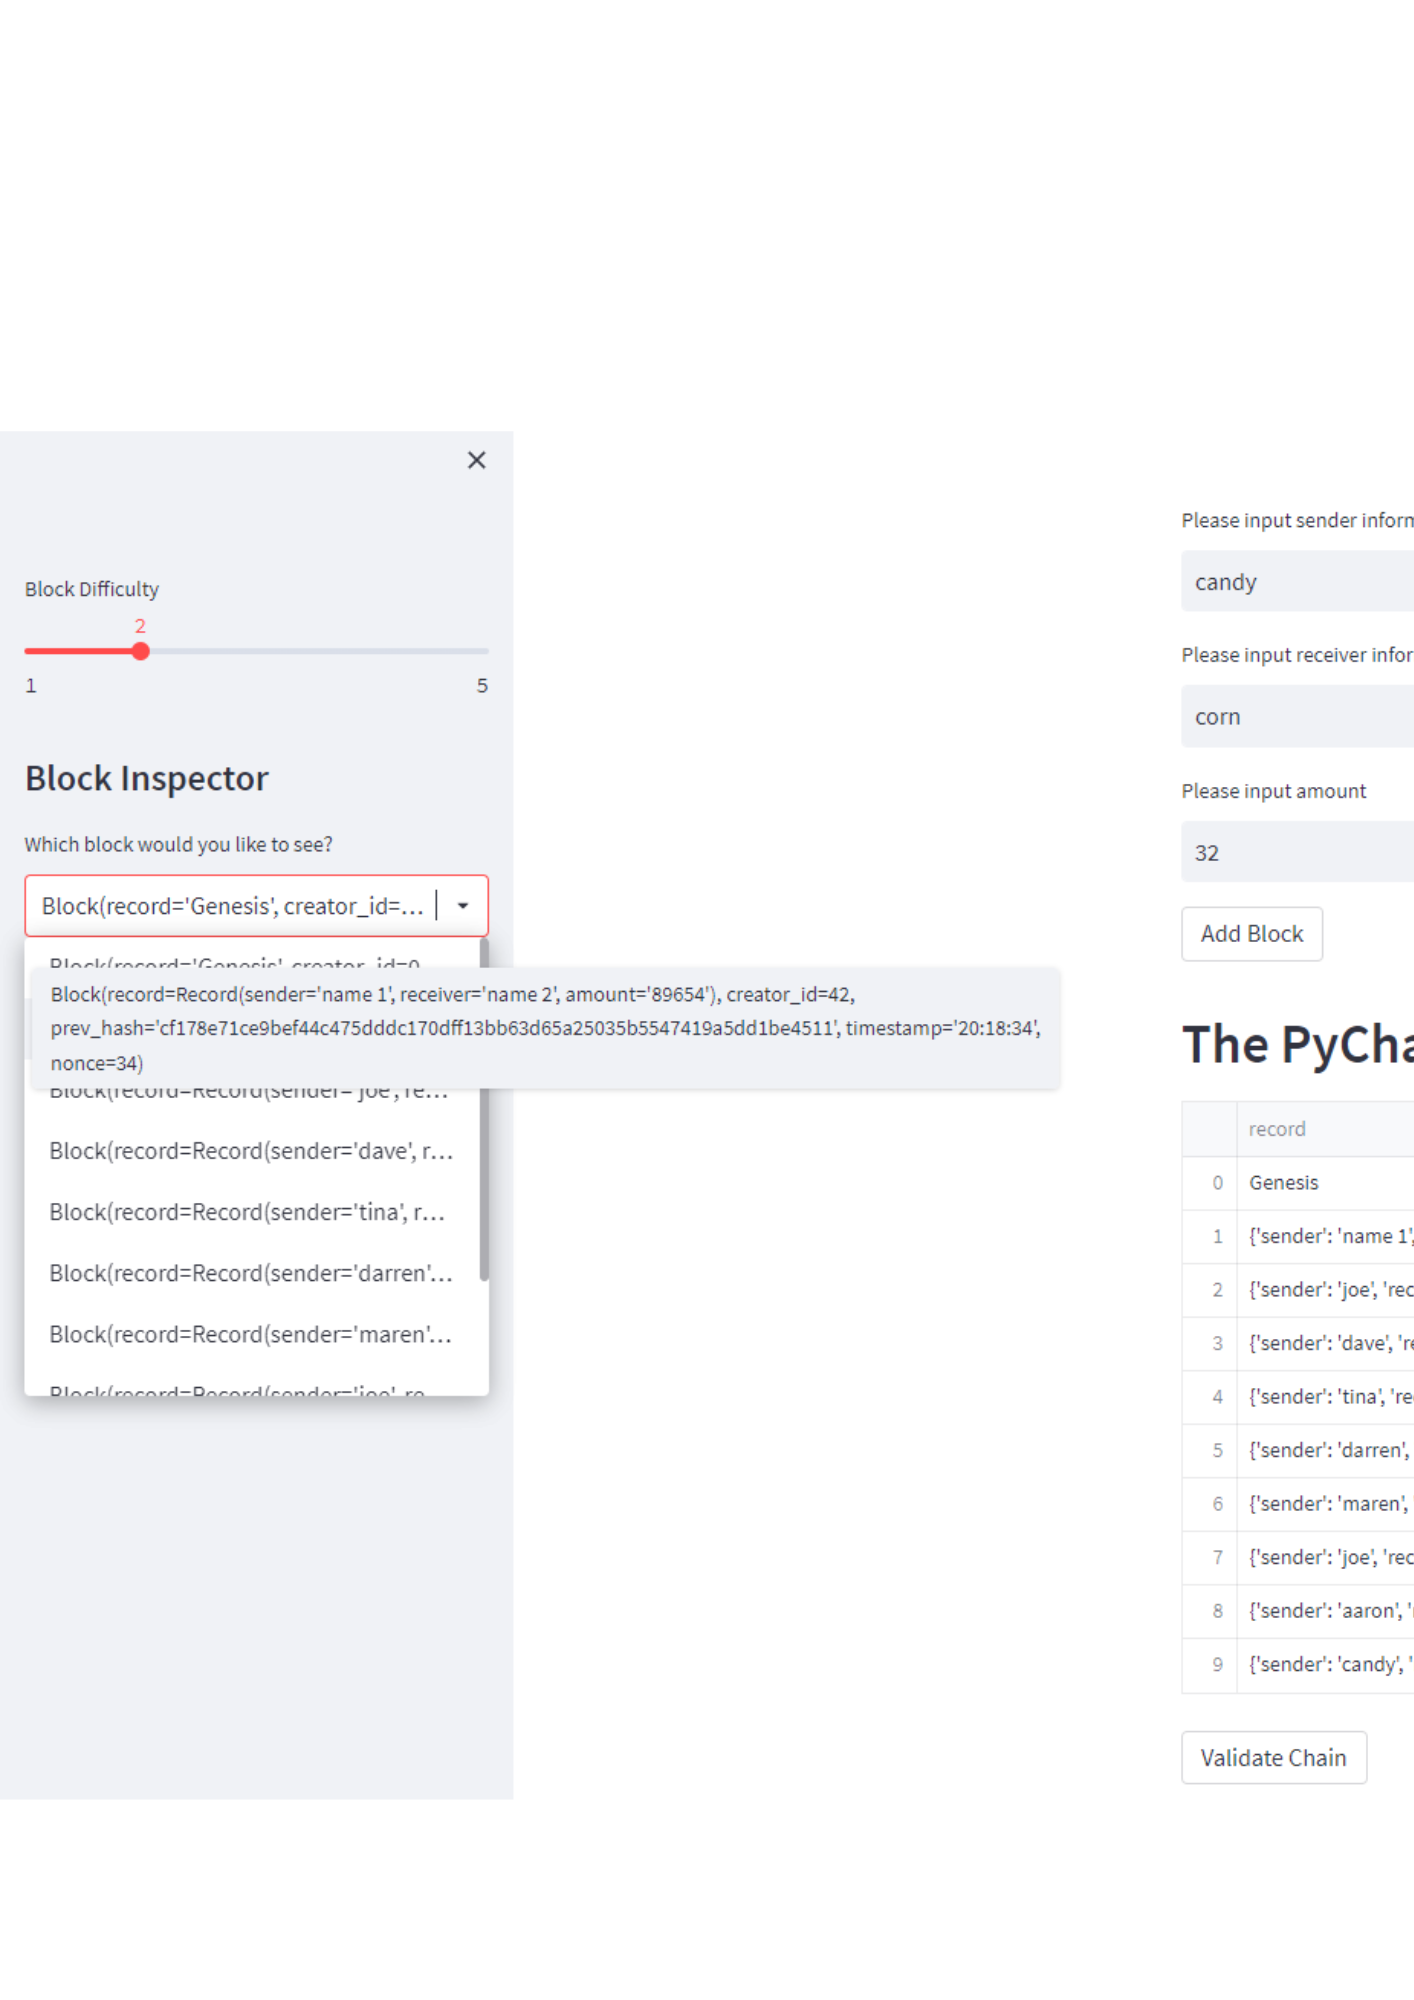 Block Difficulty
2
1
5
Block Inspector
Which block would you like to see?
Block(record='Genesis', creator_id=...
Block(record='Genesis', creator_id=0
Block(record=Record(sender='name 1', receiver='name 2', amount='89654'), creator_id=42,
prev_hash='cf178e71ce9bef44c475dddc170dff13bb63d65a25035b5547419a5dd1be4511', timestamp='20:18:34',
nonce=34)
Block(record=Record(sender='joe', re...
Block(record=Record(sender='dave', r...
Block(record=Record(sender='tina', r...
Block(record=Record(sender='darren'...
Block(record=Record(sender='maren'...
Block(record=Record(sender='joe' re
Please input sender inform
candy
Please input receiver infor
corn
Please input amount
32
Add Block
The PyCha
record
0 Genesis
1 {'sender': 'name 1',
2 {'sender': 'joe', 'rec
3 {'sender': 'dave', 're
4 {'sender': 'tina', 're
5 {'sender': 'darren',
6 {'sender': 'maren', '
7 {'sender': 'joe', 'rec
8 {'sender': 'aaron', '
9 {'sender': 'candy', '
Validate Chain